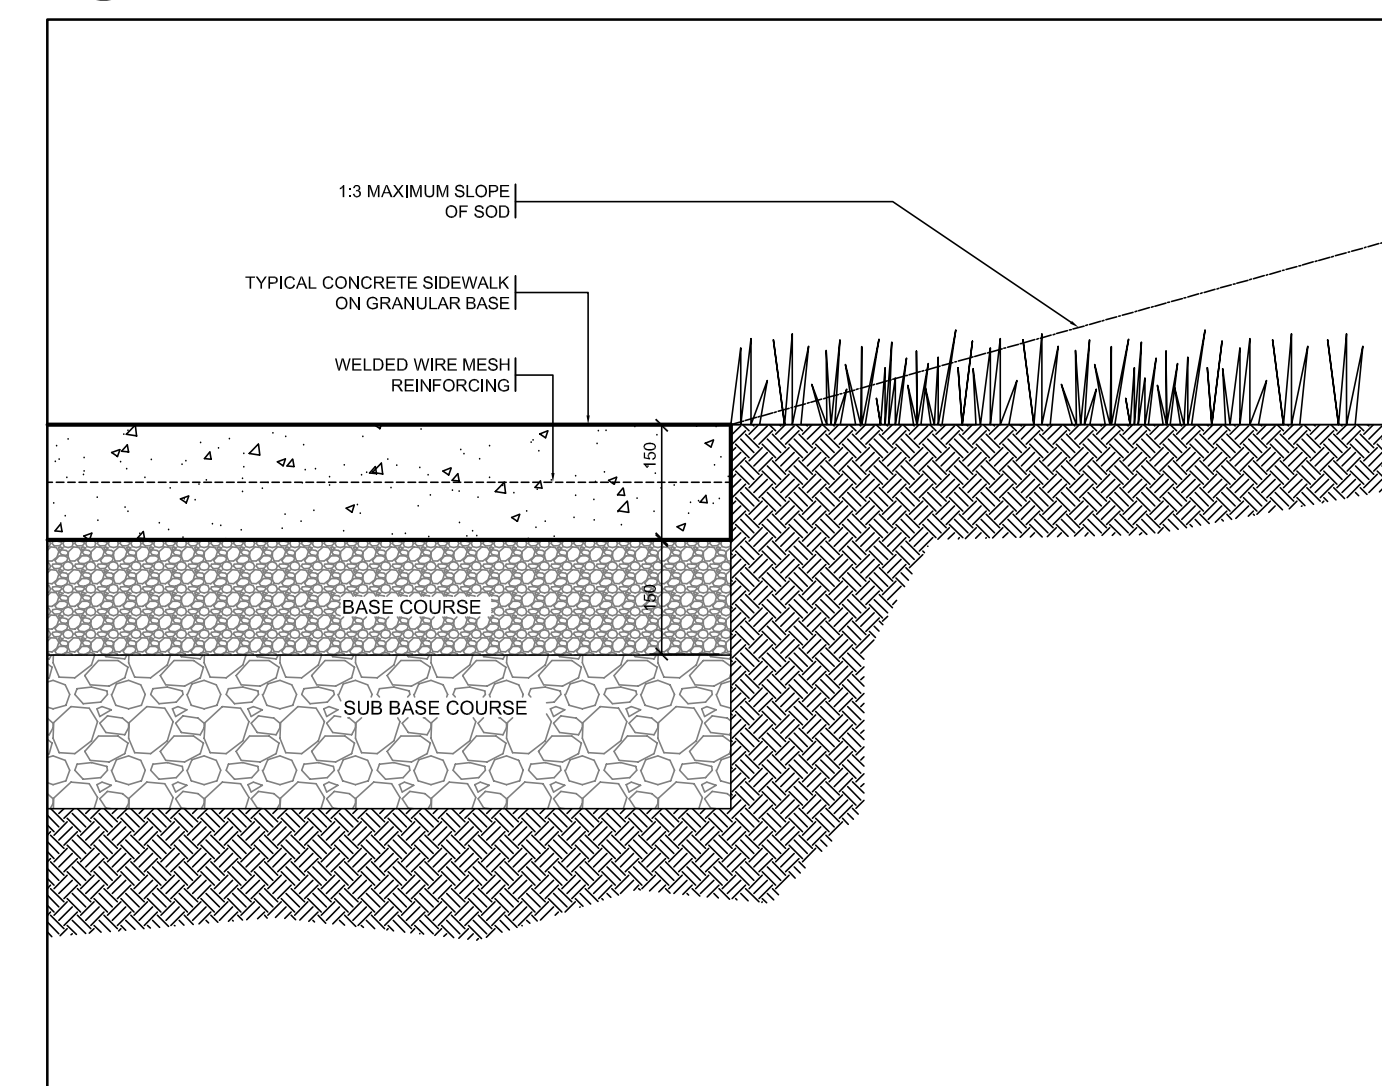 1:3 MAXIMUM SLOPE
OF SOD
TYPICAL CONCRETE SIDEWALK
ON GRANULAR BASE
WELDED WIRE MESH
REINFORCING
150
150
BASE COURSE
SUB BASE COURSE